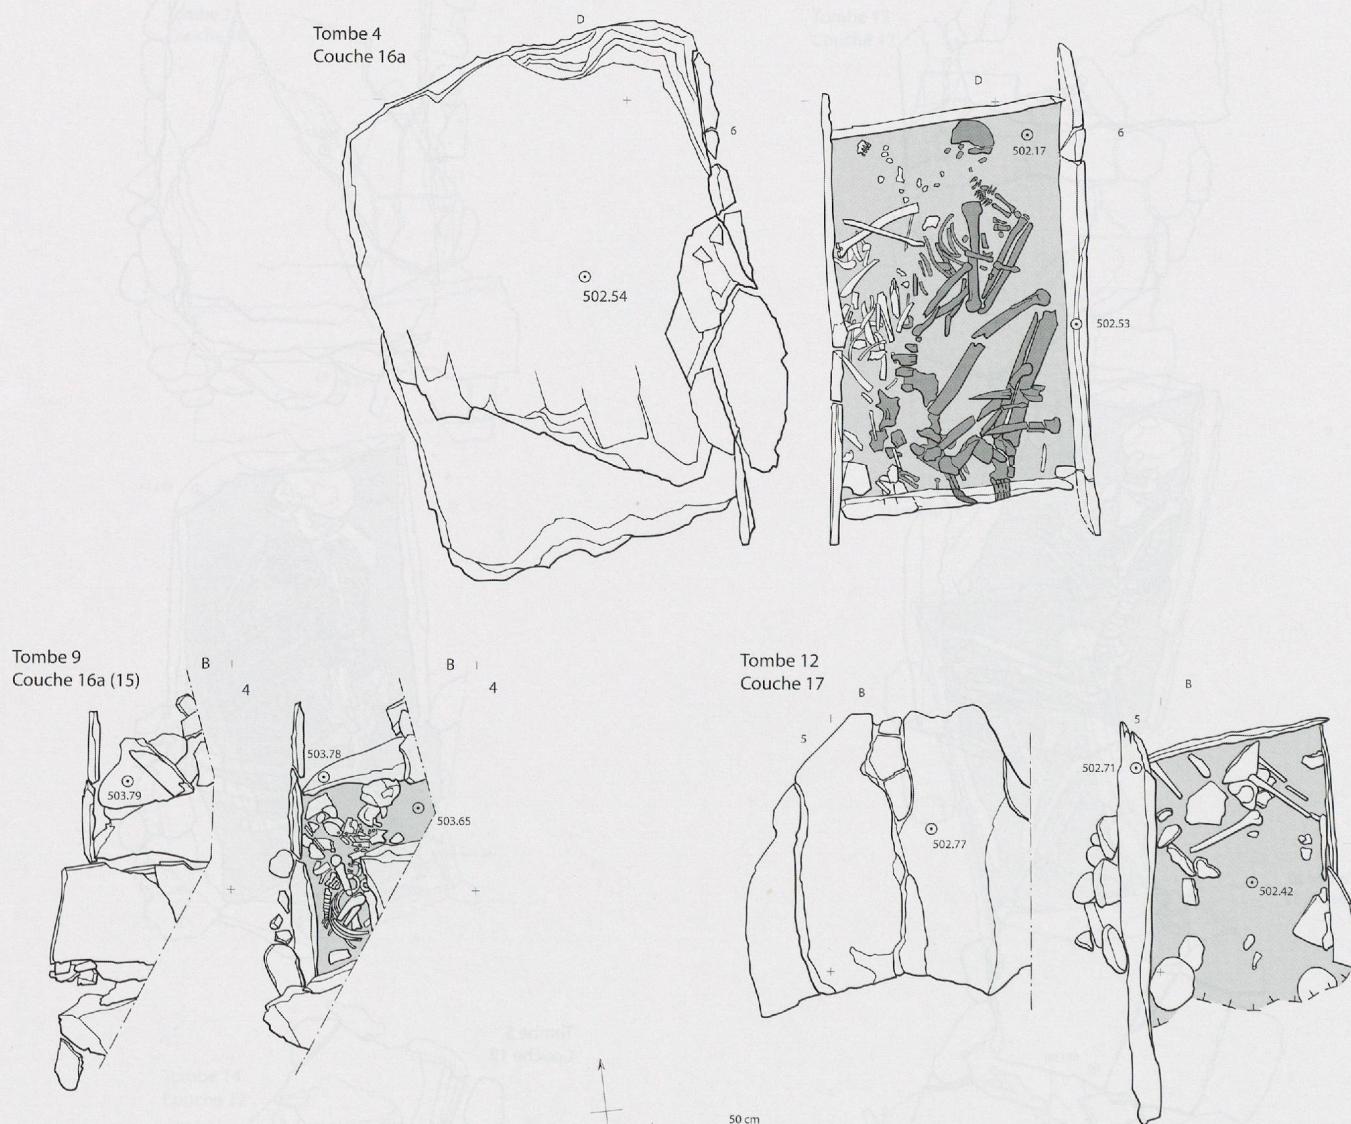 Tombe 4
Couche 16a
D
6
502.54
D
6
502.17
502.53
Tombe 9
Couche 16a (15)
B
4
503.79
B
4
503.78
503.65
Tombe 12
Couche 17
B
5
502.77
B
5
502.71
502.42
50 cm